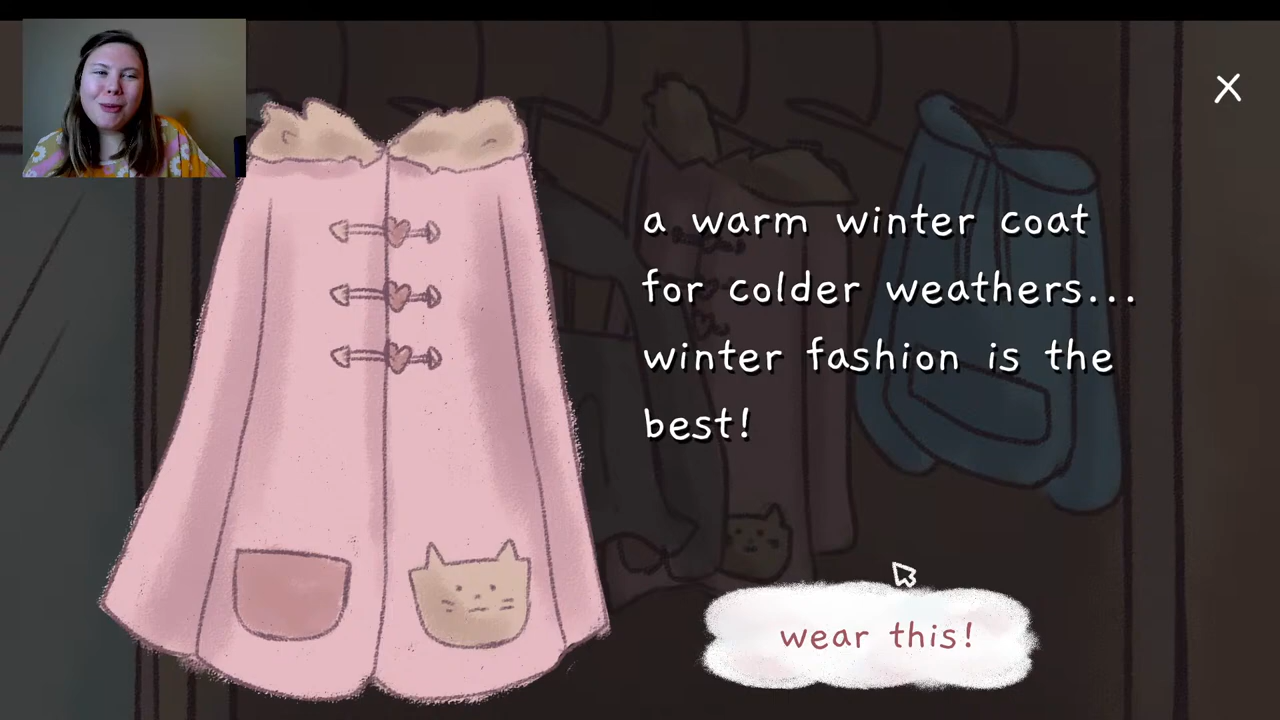 a warm winter coat
for colder weathers...
winter fashion is the
best!
wear this!